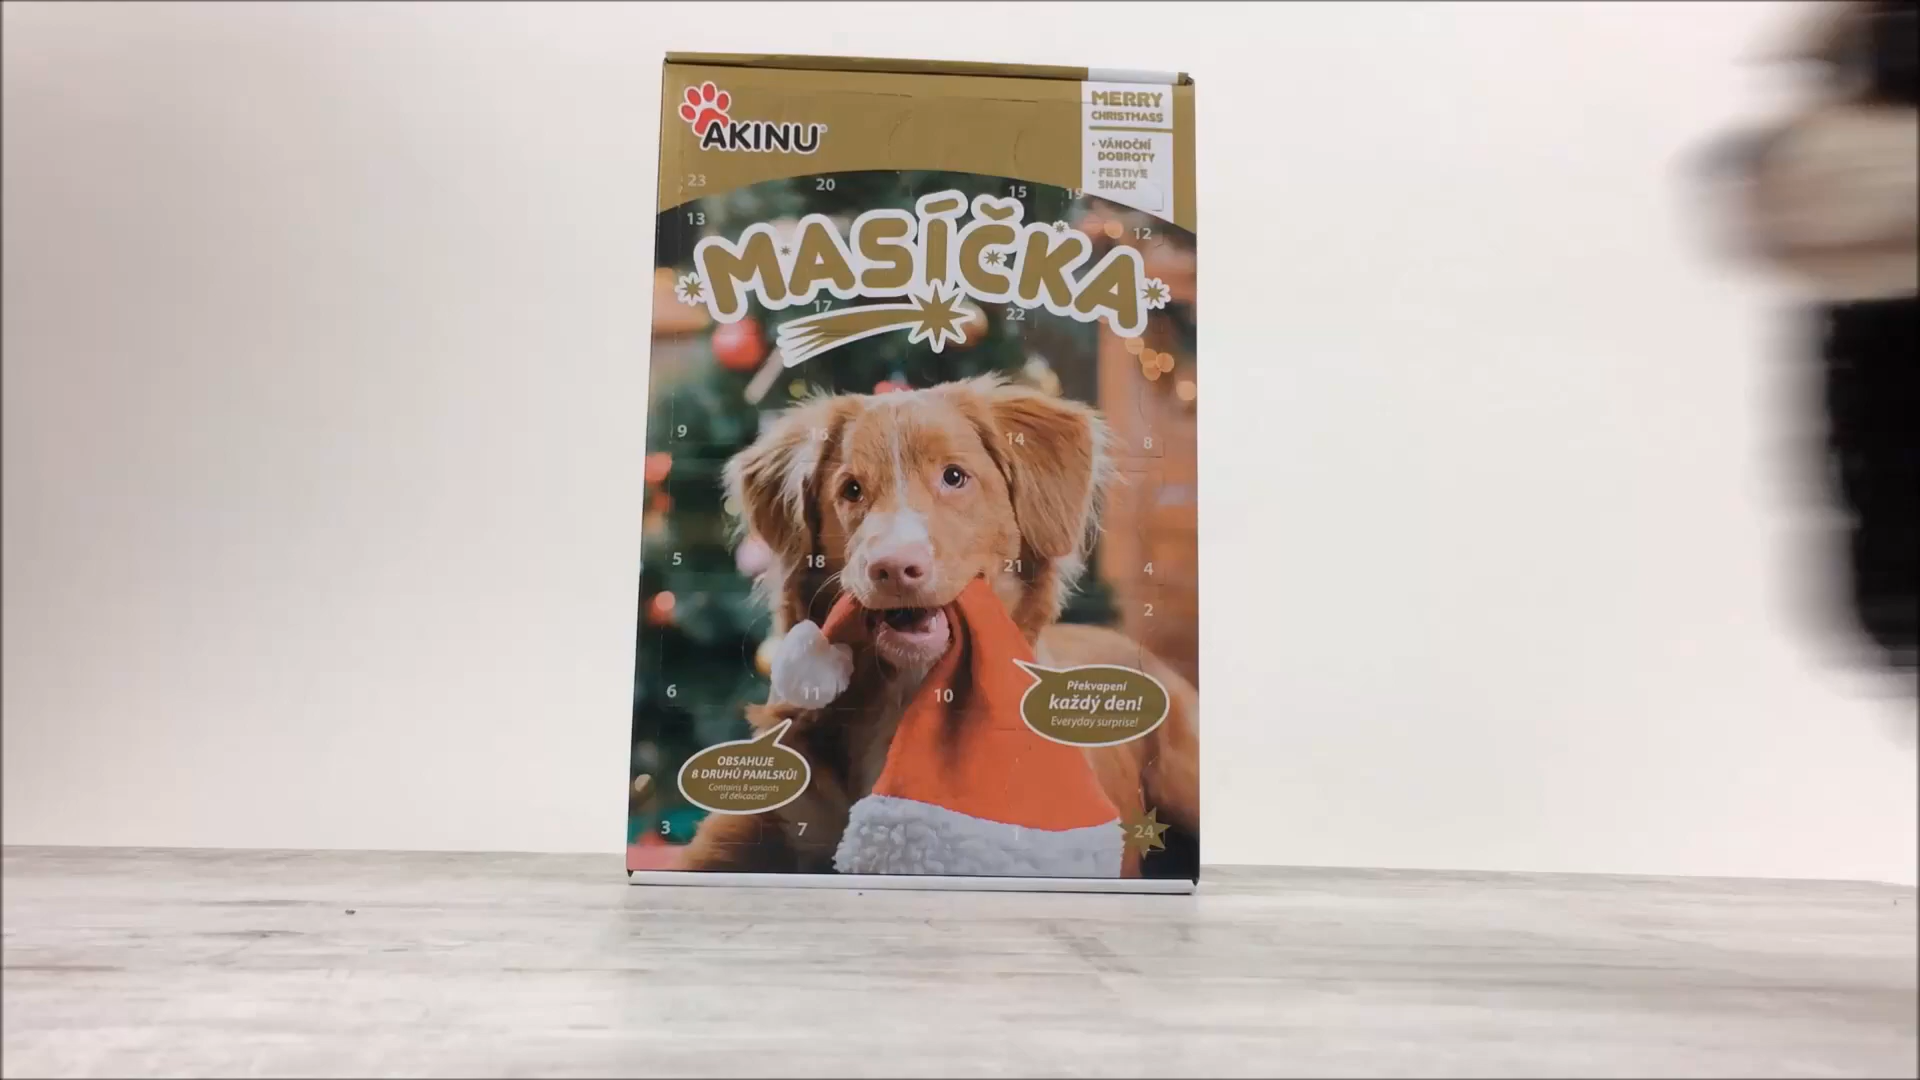 AKINU
MERRY
CHRISTMASS
• VÁNOČNÍ
DOBROTY
• FESTIVE
SNACK
23
20
15
19
13
12
MASÍČKA
17
22
9
16
14
8
5
18
21
4
2
6
11
10
Překvapení
každý den!
Everyday surprise!
OBSAHUJE
8 DRUHŮ PAMLSKŮ!
Contains 8 variants
of delicacies!
3
7
1
24